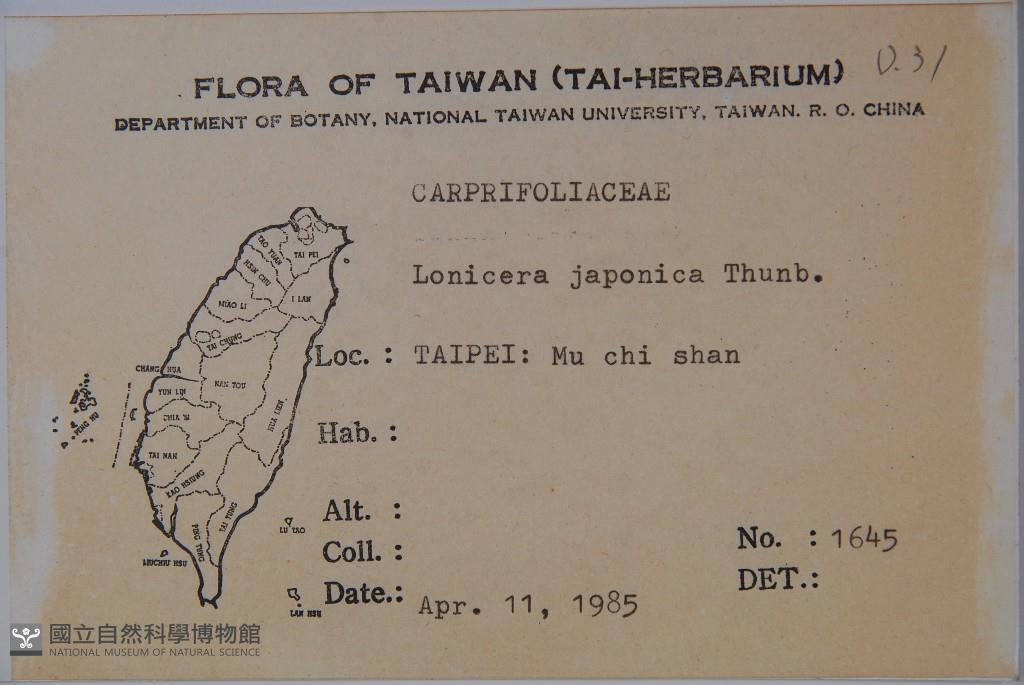 0.31
FLORA OF TAIWAN (TAI-HERBARIUM)
DEPARTMENT OF BOTANY, NATIONAL TAIWAN UNIVERSITY, TAIWAN. R. O. CHINA
CARPRIFOLIACEAE
Lonicera japonica Thunb.
Loc. : TAIPEI: Mu chi shan
Hab. :
Alt. :
Coll. :
No. : 1645
DET.:
Date.: Apr. 11, 1985
TAO YUAN
TAI PEI
HSIN CHU
I LAN
MIAO LI
TAI CHUNG
CHANG HUA
NAN TOU
YUN LIN
HUA LIEN
PENG HU
CHIA YI
TAI NAN
KAO HSIUNG
TAI TUNG
PING TUNG
LU TAO
LIUCHIU HSU
LAN HSU
國立自然科學博物館
NATIONAL MUSEUM OF NATURAL SCIENCE